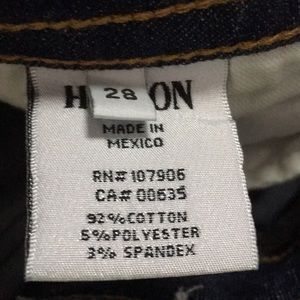 H 28 ON
MADE IN
MEXICO
RN# 107906
CA# 00635
92% COTTON
5% POLYESTER
3% SPANDEX